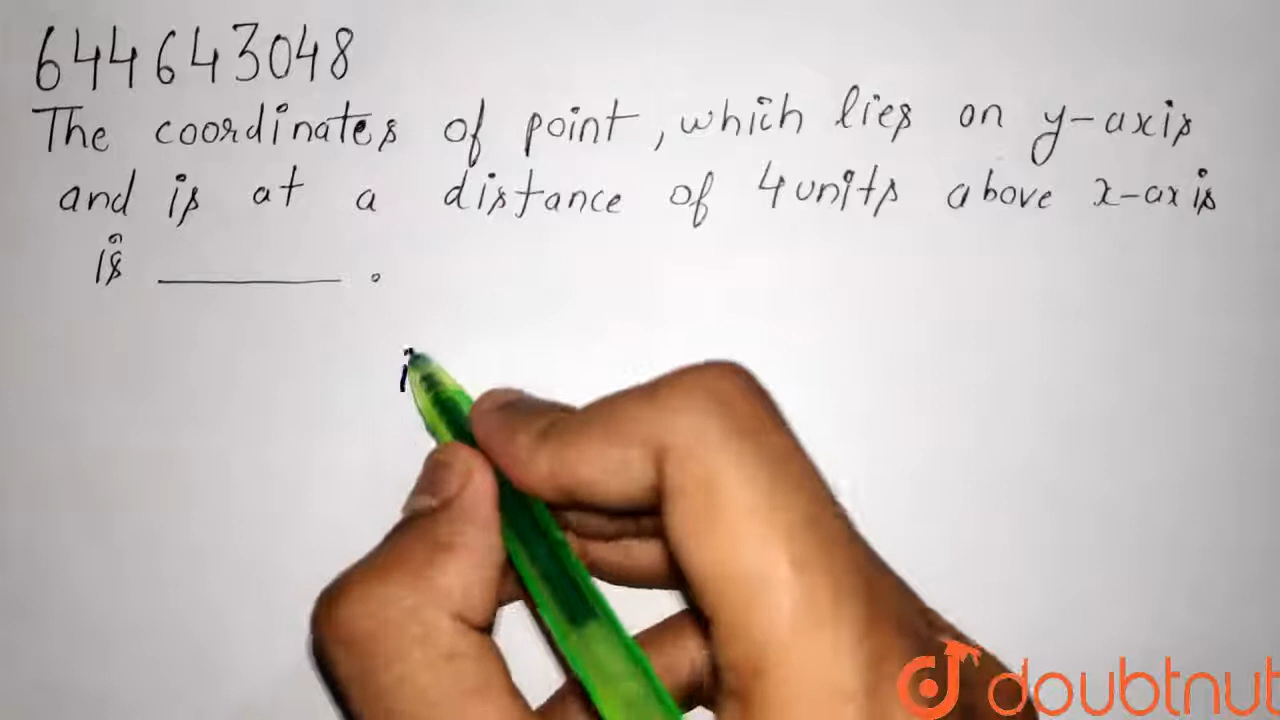 644643048
The coordinates of point, which lies on y-axis
and is at a distance of 4 units above x-axis
is ________ .
doubtnut